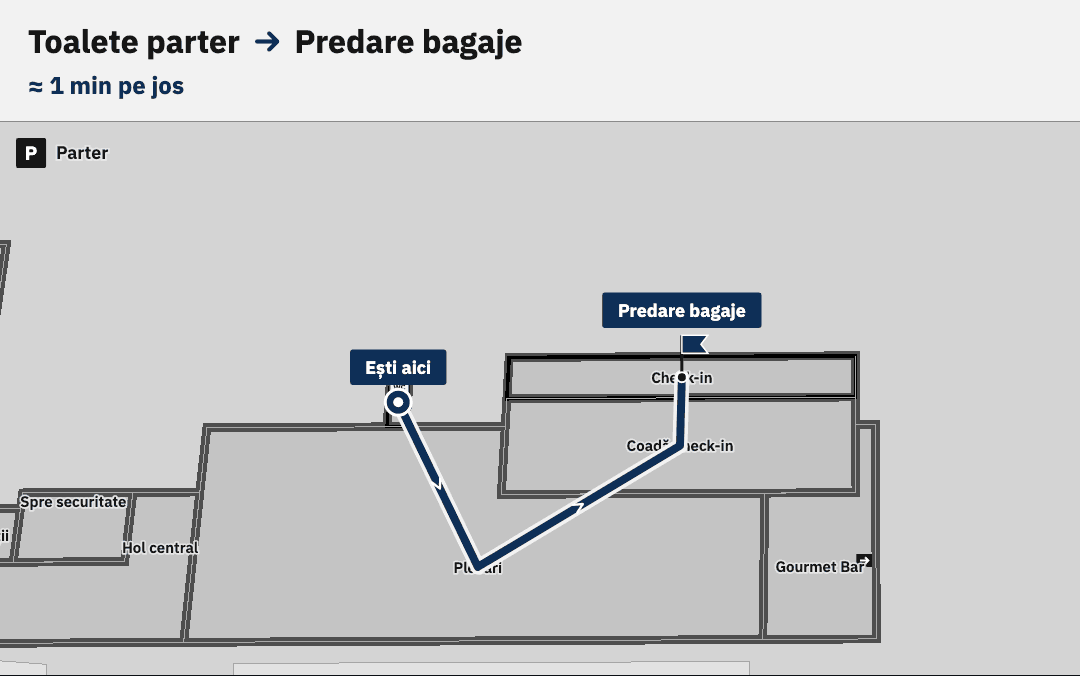 Toalete parter → Predare bagaje
≈ 1 min pe jos
P Parter
Predare bagaje
Ești aici
Check-in
Coadă check-in
Spre securitate
Hol central
Gourmet Bar